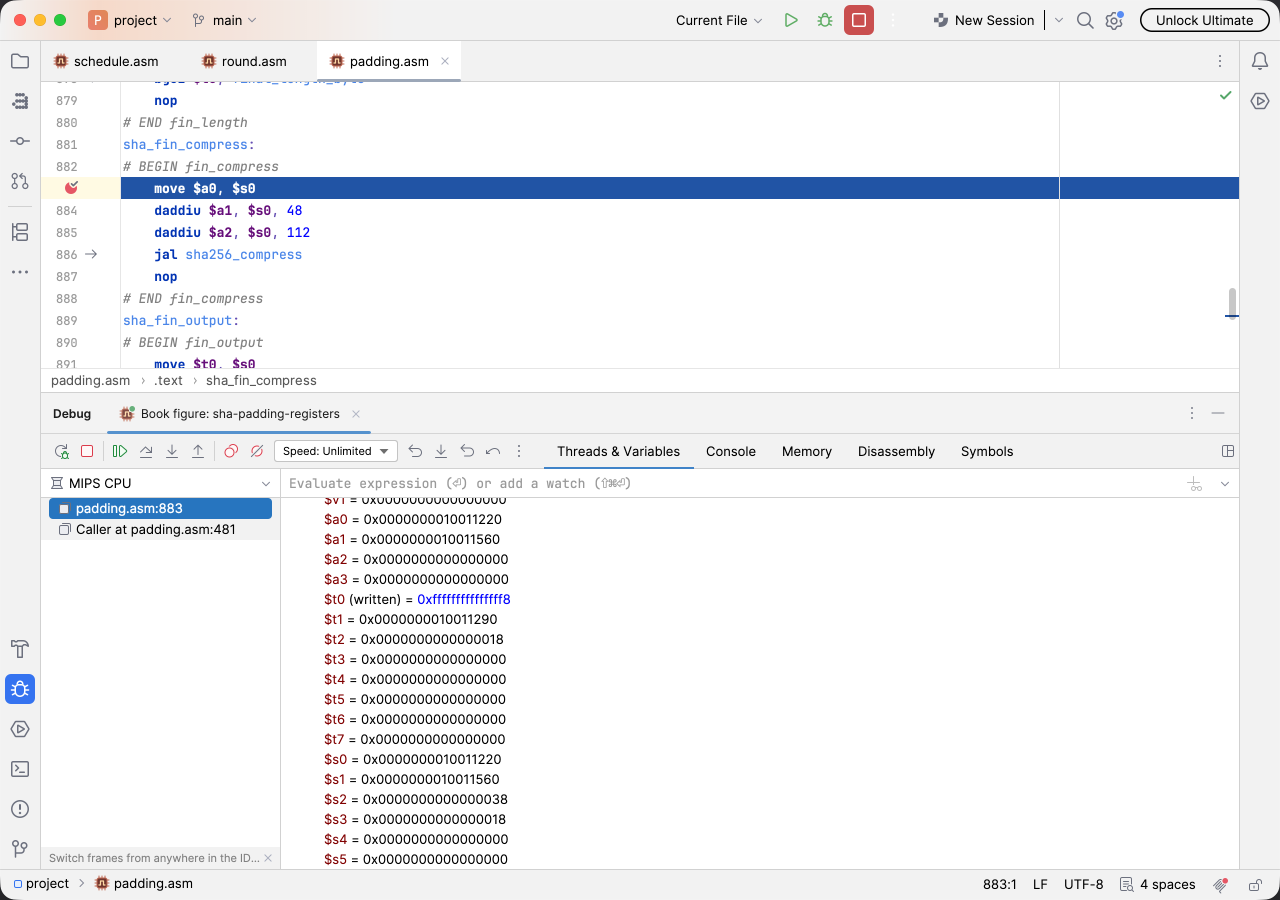 P project main Current File New Session Unlock Ultimate
schedule.asm round.asm padding.asm
879 nop
880 # END fin_length
881 sha_fin_compress:
882 # BEGIN fin_compress
move $a0, $s0
884 daddiu $a1, $s0, 48
885 daddiu $a2, $s0, 112
886 jal sha256_compress
887 nop
888 # END fin_compress
889 sha_fin_output:
890 # BEGIN fin_output
891 move $t0, $s0
padding.asm › .text › sha_fin_compress
Debug Book figure: sha-padding-registers
Speed: Unlimited Threads & Variables Console Memory Disassembly Symbols
MIPS CPU Evaluate expression (⏎) or add a watch (⇧⌘⏎)
padding.asm:883
Caller at padding.asm:481
$v1 = 0x0000000000000000
$a0 = 0x0000000010011220
$a1 = 0x0000000010011560
$a2 = 0x0000000000000000
$a3 = 0x0000000000000000
$t0 (written) = 0xfffffffffffffff8
$t1 = 0x0000000010011290
$t2 = 0x0000000000000018
$t3 = 0x0000000000000000
$t4 = 0x0000000000000000
$t5 = 0x0000000000000000
$t6 = 0x0000000000000000
$t7 = 0x0000000000000000
$s0 = 0x0000000010011220
$s1 = 0x0000000010011560
$s2 = 0x0000000000000038
$s3 = 0x0000000000000018
$s4 = 0x0000000000000000
$s5 = 0x0000000000000000
Switch frames from anywhere in the ID...
project › padding.asm 883:1 LF UTF-8 4 spaces